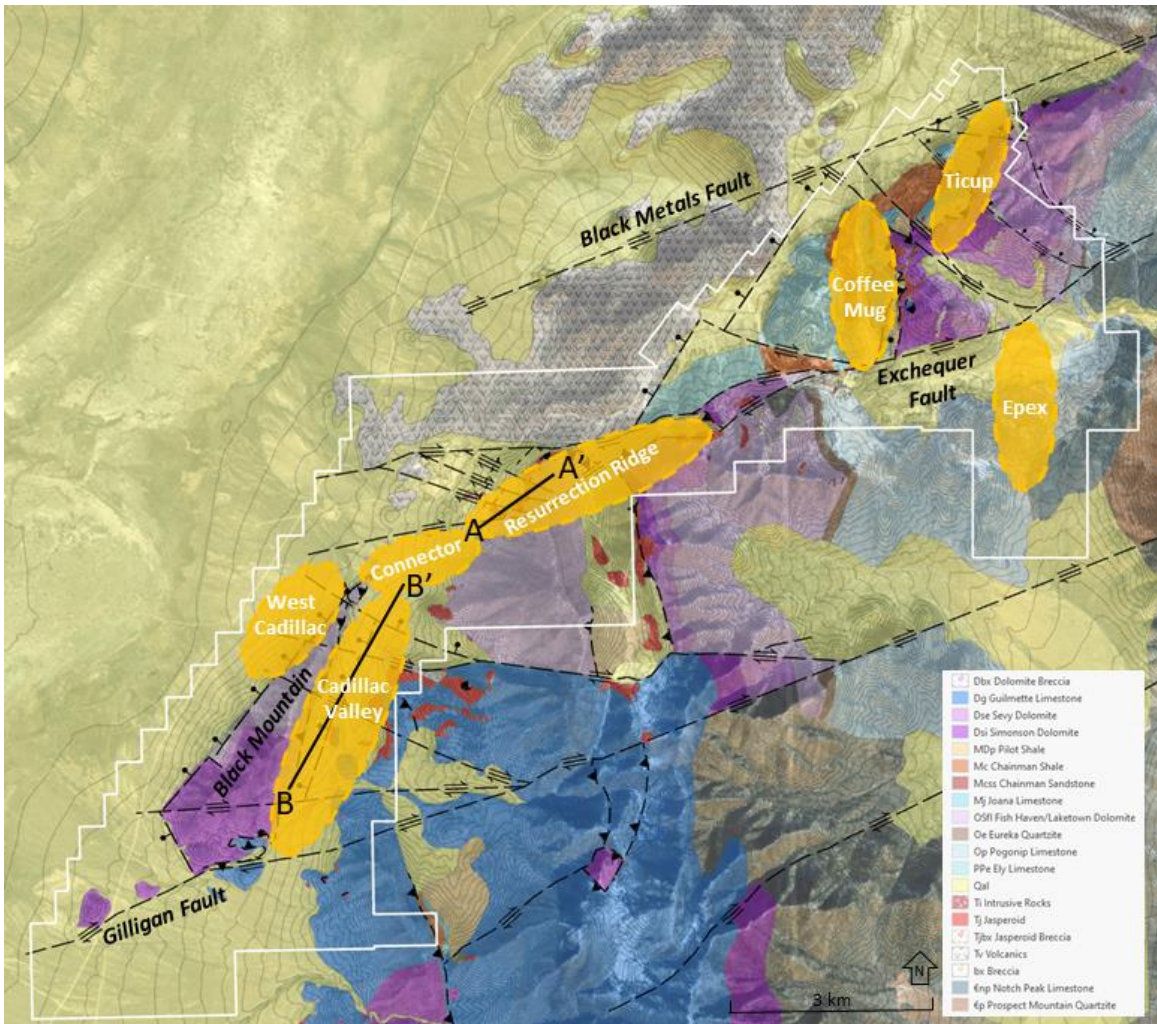 Black Metals Fault
Ticup
Coffee
Mug
Exchequer
Fault
Epex
A'
Resurrection Ridge
A
Connector
B'
West
Cadillac
Cadillac
Valley
Black Mountain
B
Gilligan Fault
Dbx Dolomite Breccia
Dg Guilmette Limestone
Dse Sevy Dolomite
Dsi Simonson Dolomite
MDp Pilot Shale
Mc Chainman Shale
Mcss Chainman Sandstone
Mj Joana Limestone
OSfl Fish Haven/Laketown Dolomite
Oe Eureka Quartzite
Op Pogonip Limestone
PPe Ely Limestone
Qal
Ti Intrusive Rocks
Tj Jasperoid
Tjbx Jasperoid Breccia
Tv Volcanics
bx Breccia
€np Notch Peak Limestone
€p Prospect Mountain Quartzite
N
3 km